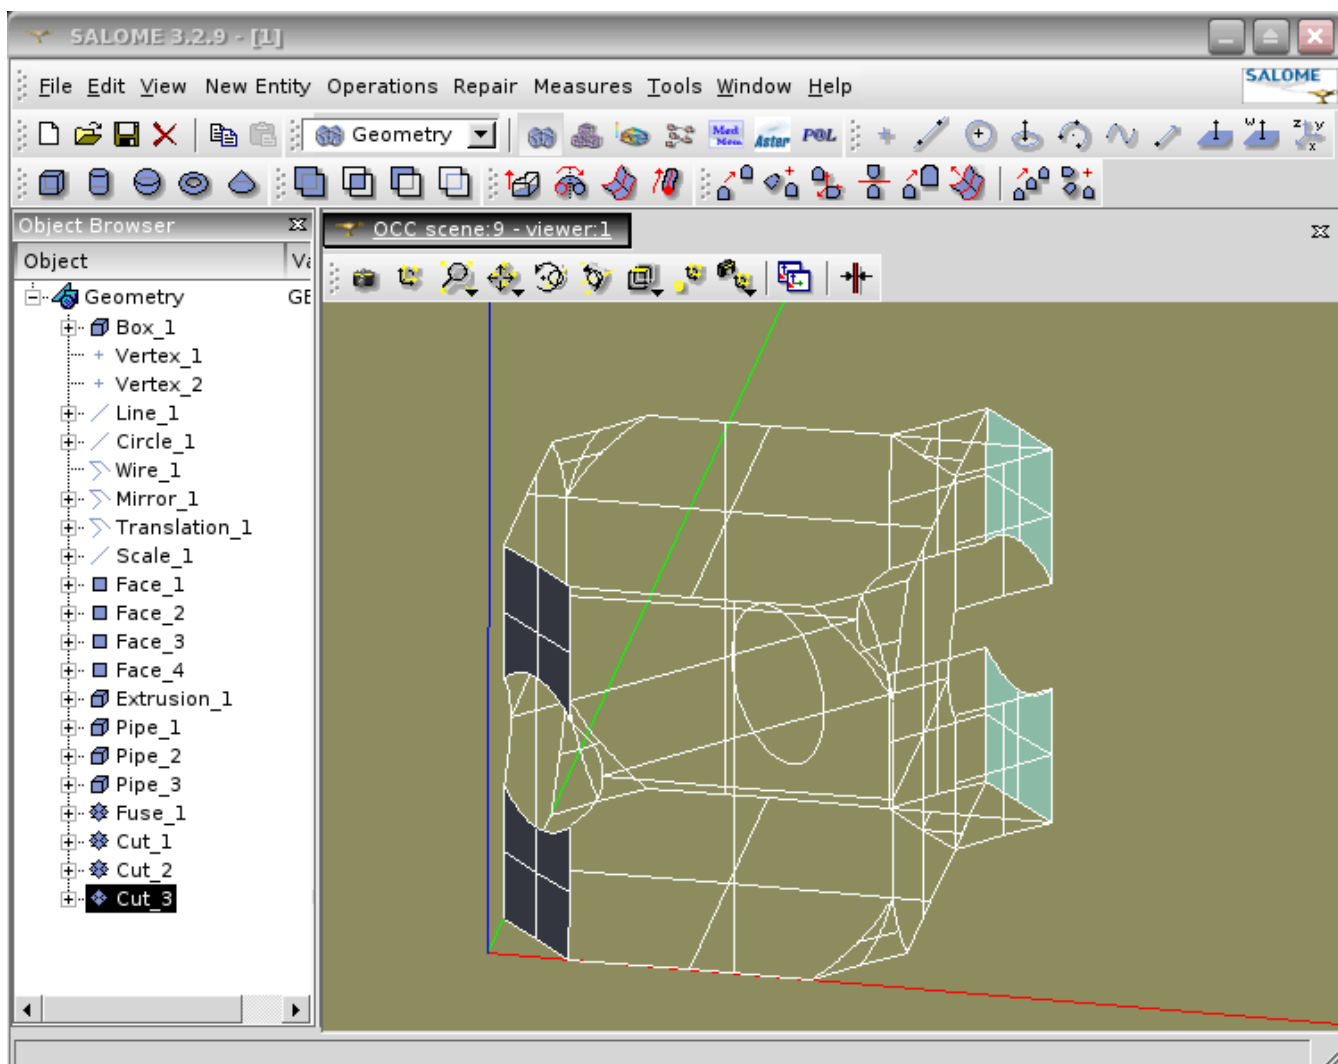 SALOME 3.2.9 - [1]
File Edit View New Entity Operations Repair Measures Tools Window Help
SALOME
Geometry
Med
Mem.
Aster
POL
w
z y
x
Object Browser
OCC scene:9 - viewer:1
Object
Geometry
GE
Box_1
Vertex_1
Vertex_2
Line_1
Circle_1
Wire_1
Mirror_1
Translation_1
Scale_1
Face_1
Face_2
Face_3
Face_4
Extrusion_1
Pipe_1
Pipe_2
Pipe_3
Fuse_1
Cut_1
Cut_2
Cut_3